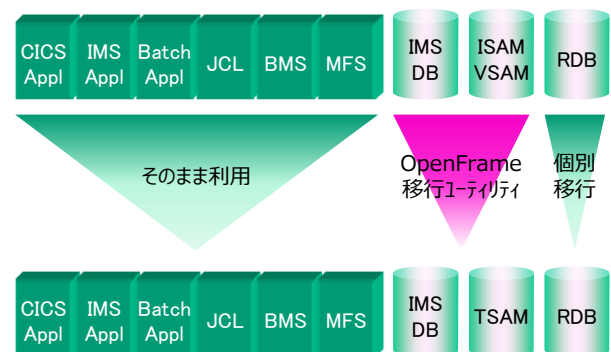 CICS
Appl
IMS
Appl
Batch
Appl
JCL
BMS
MFS
IMS
DB
ISAM
VSAM
RDB
そのまま利用
OpenFrame
移行ﾕｰﾃｨﾘﾃｨ
個別
移行
CICS
Appl
IMS
Appl
Batch
Appl
JCL
BMS
MFS
IMS
DB
TSAM
RDB